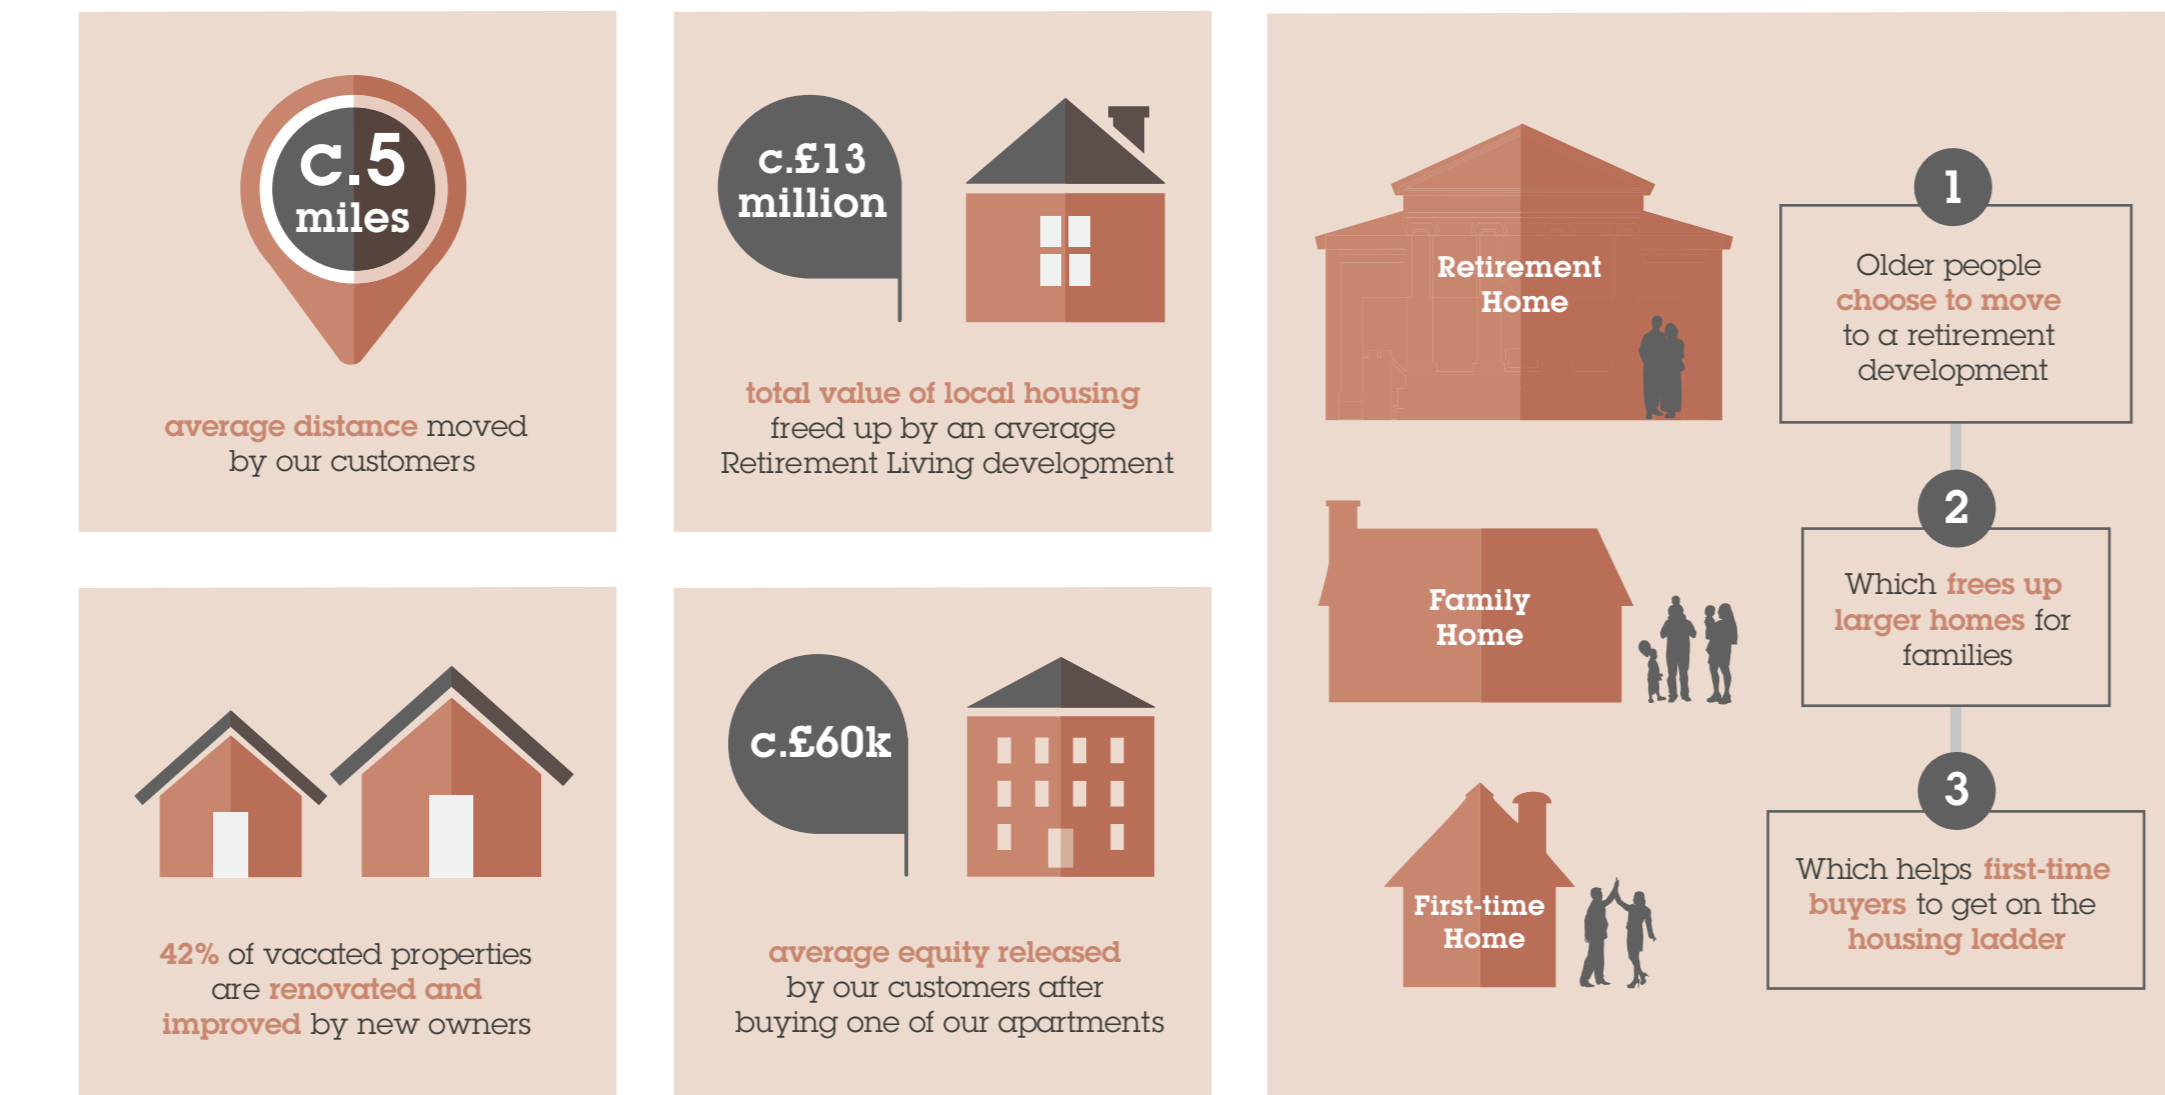 c.5
miles
average distance moved
by our customers
c.£13
million
total value of local housing
freed up by an average
Retirement Living development
42% of vacated properties
are renovated and
improved by new owners
c.£60k
average equity released
by our customers after
buying one of our apartments
Retirement
Home
1
Older people
choose to move
to a retirement
development
Family
Home
2
Which frees up
larger homes for
families
First-time
Home
3
Which helps first-time
buyers to get on the
housing ladder